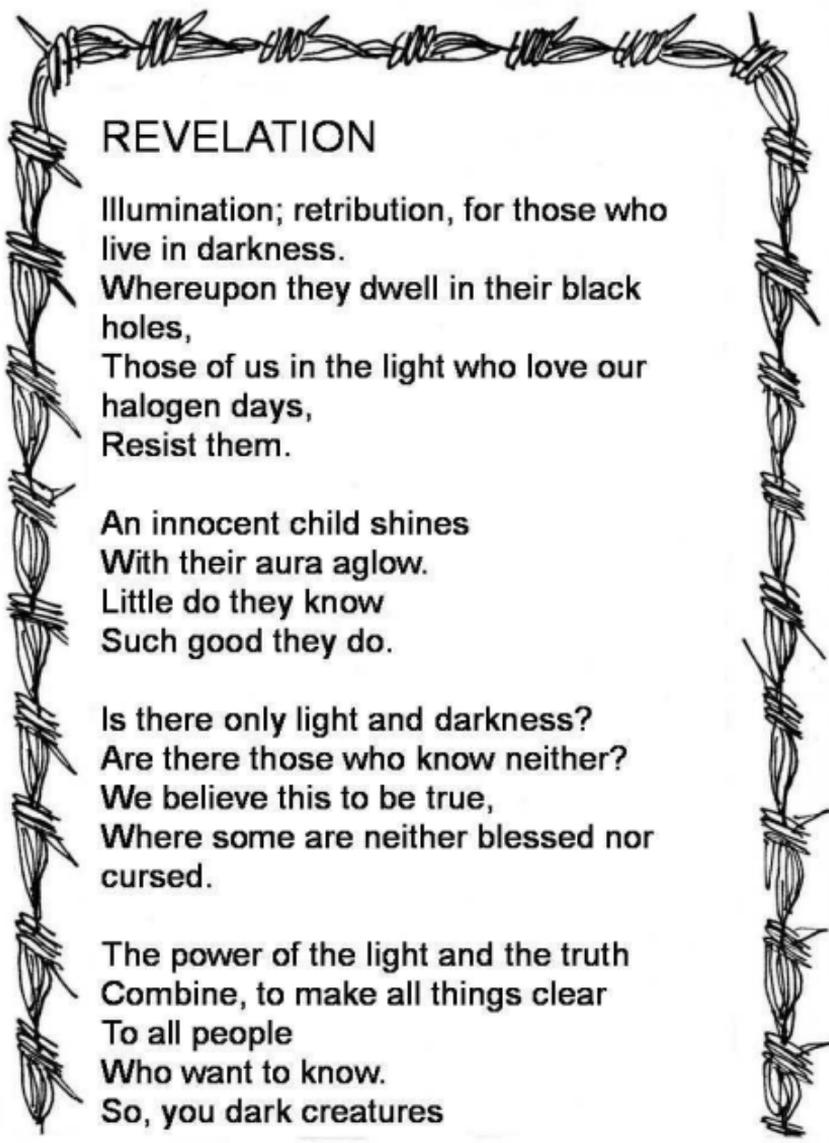 REVELATION
Illumination; retribution, for those who
live in darkness.
Whereupon they dwell in their black
holes,
Those of us in the light who love our
halogen days,
Resist them.
An innocent child shines
With their aura aglow.
Little do they know
Such good they do.
Is there only light and darkness?
Are there those who know neither?
We believe this to be true,
Where some are neither blessed nor
cursed.
The power of the light and the truth
Combine, to make all things clear
To all people
Who want to know.
So, you dark creatures